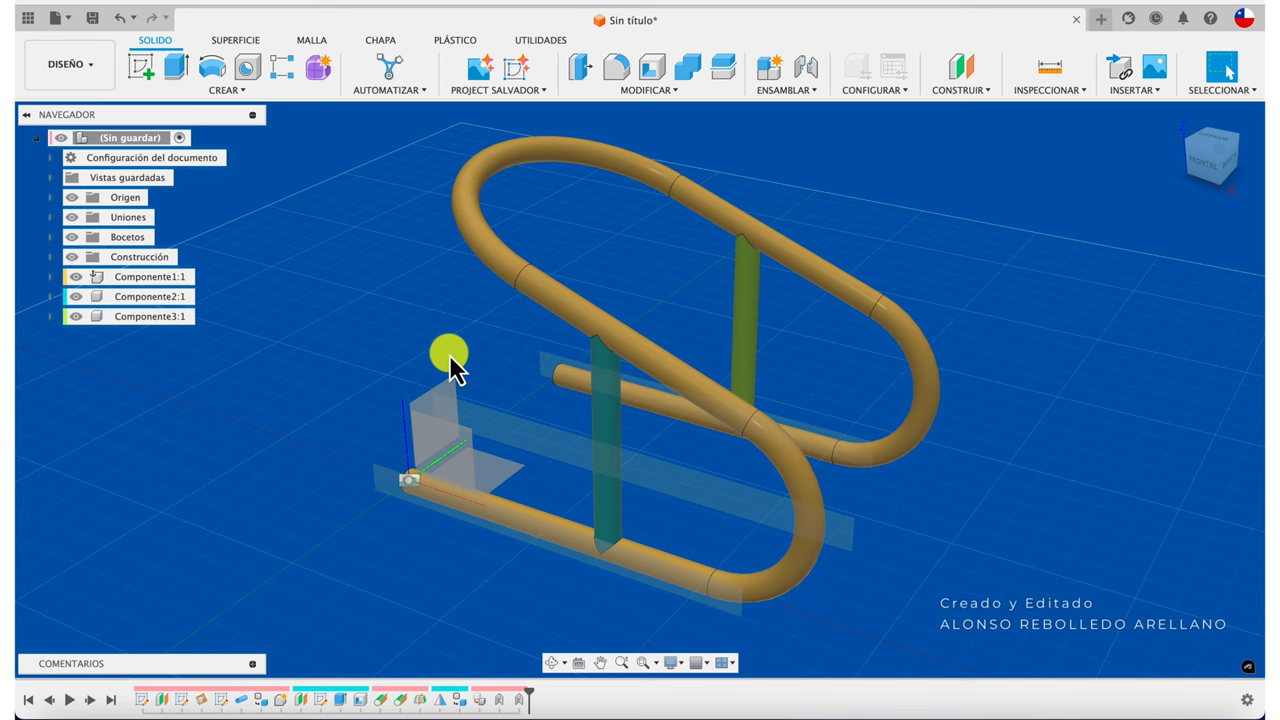 Sin título*
SOLIDO
SUPERFICIE
MALLA
CHAPA
PLÁSTICO
UTILIDADES
DISEÑO
CREAR
AUTOMATIZAR
PROJECT SALVADOR
MODIFICAR
ENSAMBLAR
CONFIGURAR
CONSTRUIR
INSPECCIONAR
INSERTAR
SELECCIONAR
NAVEGADOR
(Sin guardar)
Configuración del documento
Vistas guardadas
Origen
Uniones
Bocetos
Construcción
Componente1:1
Componente2:1
Componente3:1
Z
FRONTAL
X
Creado y Editado
ALONSO REBOLLEDO ARELLANO
COMENTARIOS